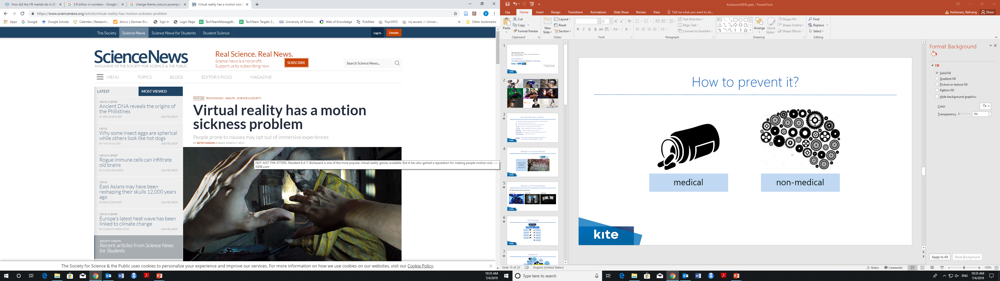 How did the VR market do in 201
3.6 billion in numbers - Google S
change theme colours powerpoi
Virtual reality has a motion sickn
https://www.sciencenews.org/article/virtual-reality-has-motion-sickness-problem
Apps Google Google Scholar Calendar | Research... dict.cc | German-En... Sign In Login Page TechTeamMessageB... TechTeam Targets 2... University of Toront... Web of Knowledge PubMed PsycINFO my.access — Univer... » Other bookmarks
The Society Science News Science News for Students Student Science Log In Donate
ScienceNews
MAGAZINE OF THE SOCIETY FOR SCIENCE & THE PUBLIC
Real Science. Real News.
Science News is a nonprofit.
Support us by subscribing now.
SUBSCRIBE
Search Science News...
MENU TOPICS BLOGS EDITOR'S PICKS MAGAZINE
LATEST MOST VIEWED
NEWS IN BRIEF
Ancient DNA reveals the origins of
the Philistines
BY BRUCE BOWER JULY 03, 2019
NEWS
Why some insect eggs are spherical
while others look like hot dogs
BY YAO-HUA LAW JULY 03, 2019
NEWS IN BRIEF
Rogue immune cells can infiltrate
old brains
BY LAURA SANDERS JULY 03, 2019
NEWS
East Asians may have been
reshaping their skulls 12,000 years
ago
BY BRUCE BOWER JULY 03, 2019
NEWS IN BRIEF
Europe's latest heat wave has been
linked to climate change
BY CAROLYN GRAMLING JULY 02, 2019
SOCIETY UPDATE
Recent articles from Science News
for Students
FEATURE TECHNOLOGY, HEALTH, SCIENCE & SOCIETY
Virtual reality has a motion
sickness problem
People prone to nausea may opt out of immersive experiences
BY BETSY MASON 6:00AM, MARCH 7, 2017
NOT JUST THE JITTERS Resident Evil 7: Biohazard is one of the most popular virtual reality games available. But it has also gained a reputation for making people motion sick. ~~
IGDB.com
The Society for Science & the Public uses cookies to personalize your experience and improve our services. For more information on how we use cookies on our websites, visit our Cookie Policy.
10:35 AM
7/4/2019
KeshavarzNEW.pptx - PowerPoint
File Home Insert Design Transitions Animations Slide Show Review View Tell me what you want to do... Keshavarz, Behrang Share
Paste
Cut
Copy
Format Painter
Clipboard
New
Slide
Layout
Reset
Section
Slides
32
Font
Text Direction
Align Text
Convert to SmartArt
Paragraph
Arrange
Quick
Styles
Shape Fill
Shape Outline
Shape Effects
Drawing
Find
Replace
Select
Editing
1
Visually Induced Motion Sickness
kite UHN
kite
2
3
Let's start with some numbers...
kite
4
Research at Toronto Rehab
UHN
kite
5
Research at Toronto Rehab
kite
6
Terminology
kite
7
Symptoms
How to prevent it?
medical
non-medical
kite
Format Background
Fill
Solid fill
Gradient fill
Picture or texture fill
Pattern fill
Hide background graphics
Color
Transparency 0%
Apply to All Reset Background
Slide 15 of 23 English (United States) Notes Comments 100%
Type here to search
ENG
10:35 AM
7/4/2019